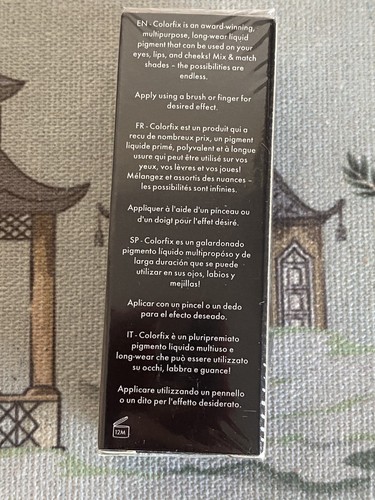 EN - Colorfix is an award-winning,
multipurpose, long-wear liquid
pigment that can be used on your
eyes, lips, and cheeks! Mix & match
shades – the possibilities are
endless.
Apply using a brush or finger for
desired effect.
FR - Colorfix est un produit qui a
recu de nombreux prix, un pigment
liquide primé, polyvalent et à longue
usure qui peut être utilisé sur vos
yeux, vos lèvres et vos joues!
Mélangez et assortis des nuances –
les possibilités sont infinies.
Appliquer à l'aide d'un pinceau ou
d'un doigt pour l'effet désiré.
SP - Colorfix es un galardonado
pigmento líquido multipropóso y de
larga duración que se puede
utilizar en sus ojos, labios y
mejillas!
Aplicar con un pincel o un dedo
para el efecto deseado.
IT - Colorfix è un pluripremiato
pigmento liquido multiuso e
long-wear che può essere utilizzato
su occhi, labbra e guance!
Applicare utilizzando un pennello
o un dito per l'effetto desiderato.
12M